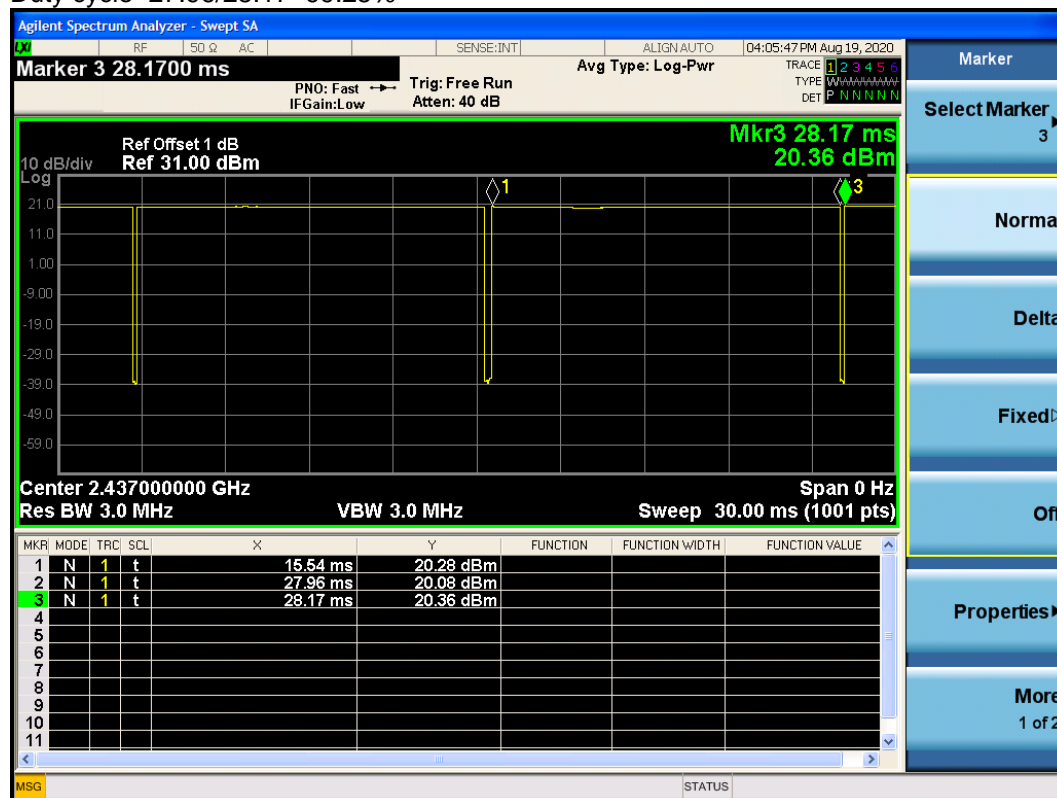 Agilent Spectrum Analyzer - Swept SA
LXI RF 50 Ω AC SENSE:INT ALIGN AUTO 04:05:47 PM Aug 19, 2020
Marker 3 28.1700 ms
PNO: Fast
IFGain:Low
Trig: Free Run
Atten: 40 dB
Avg Type: Log-Pwr
TRACE 1 2 3 4 5 6
TYPE
DET P N N N N N
Marker
Select Marker
3
Mkr3 28.17 ms
20.36 dBm
Ref Offset 1 dB
10 dB/div Ref 31.00 dBm
Log
21.0
11.0
1.00
-9.00
-19.0
-29.0
-39.0
-49.0
-59.0
1
3
Center 2.437000000 GHz Span 0 Hz
Res BW 3.0 MHz VBW 3.0 MHz Sweep 30.00 ms (1001 pts)
MKR MODE TRC SCL X Y FUNCTION FUNCTION WIDTH FUNCTION VALUE
1 N 1 t 15.54 ms 20.28 dBm
2 N 1 t 27.96 ms 20.08 dBm
3 N 1 t 28.17 ms 20.36 dBm
4
5
6
7
8
9
10
11
Norma
Delta
Fixed
Off
Properties
More
1 of 2
MSG STATUS